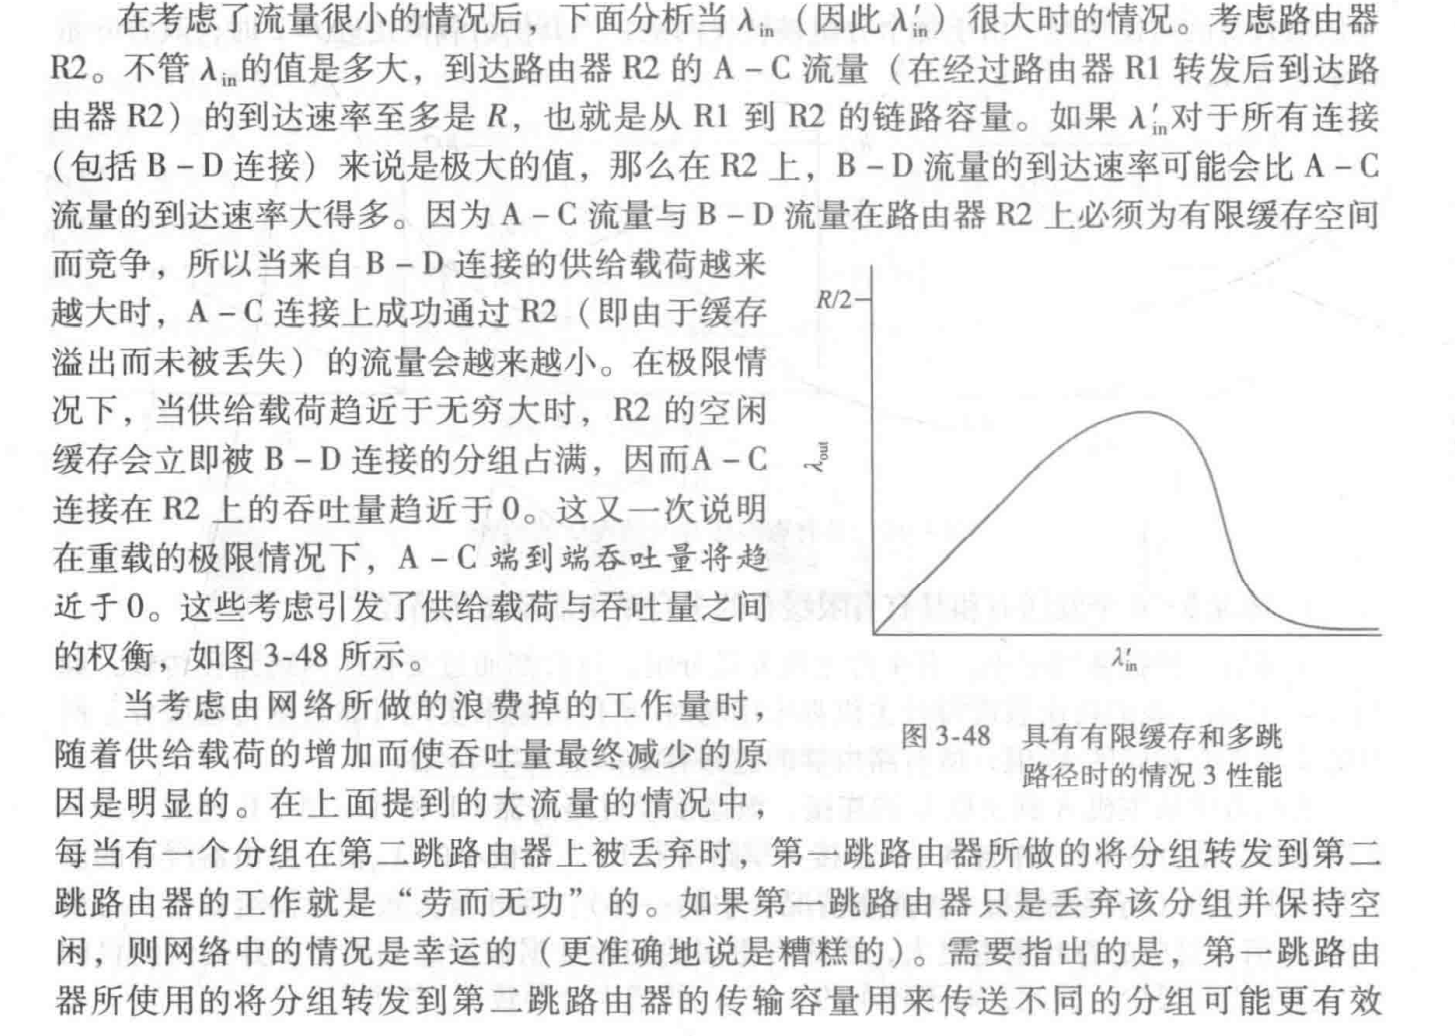 在考虑了流量很小的情况后，下面分析当 λin（因此 λ′in）很大时的情况。考虑路由器
R2。不管 λin的值是多大，到达路由器 R2 的 A－C 流量（在经过路由器 R1 转发后到达路
由器 R2）的到达速率至多是 R，也就是从 R1 到 R2 的链路容量。如果 λ′in对于所有连接
（包括 B－D 连接）来说是极大的值，那么在 R2 上，B－D 流量的到达速率可能会比 A－C
流量的到达速率大得多。因为 A－C 流量与 B－D 流量在路由器 R2 上必须为有限缓存空间
而竞争，所以当来自 B－D 连接的供给载荷越来
越大时，A－C 连接上成功通过 R2（即由于缓存
溢出而未被丢失）的流量会越来越小。在极限情
况下，当供给载荷趋近于无穷大时，R2 的空闲
缓存会立即被 B－D 连接的分组占满，因而A－C
连接在 R2 上的吞吐量趋近于 0。这又一次说明
在重载的极限情况下，A－C 端到端吞吐量将趋
近于 0。这些考虑引发了供给载荷与吞吐量之间
的权衡，如图 3-48 所示。
R/2
λout
λ′in
图 3-48 具有有限缓存和多跳
路径时的情况 3 性能
当考虑由网络所做的浪费掉的工作量时，
随着供给载荷的增加而使吞吐量最终减少的原
因是明显的。在上面提到的大流量的情况中，
每当有一个分组在第二跳路由器上被丢弃时，第一跳路由器所做的将分组转发到第二
跳路由器的工作就是“劳而无功”的。如果第一跳路由器只是丢弃该分组并保持空
闲，则网络中的情况是幸运的（更准确地说是糟糕的）。需要指出的是，第一跳路由
器所使用的将分组转发到第二跳路由器的传输容量用来传送不同的分组可能更有效